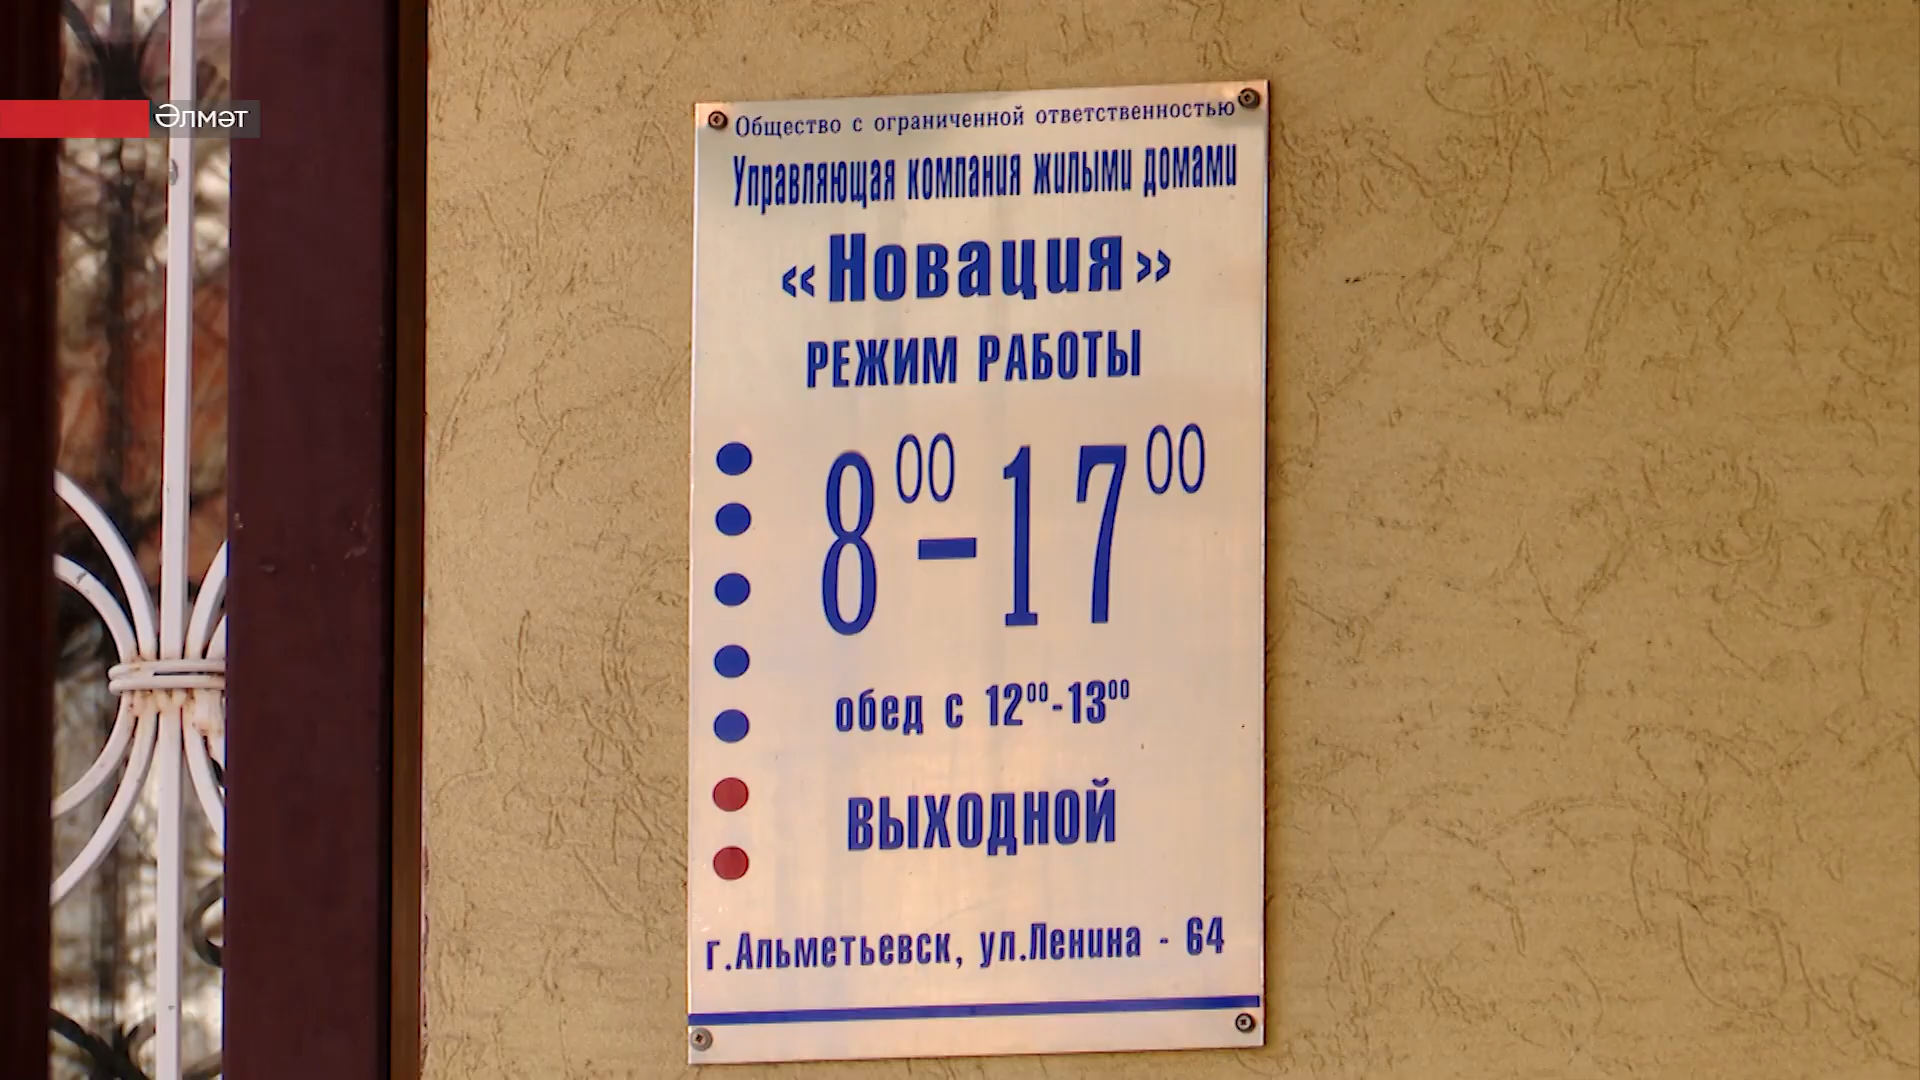 Әлмәт
Общество с ограниченной ответственностью
Управляющая компания жилыми домами
«Новация»
РЕЖИМ РАБОТЫ
8⁰⁰-17⁰⁰
обед с 12⁰⁰-13⁰⁰
ВЫХОДНОЙ
г.Альметьевск, ул.Ленина - 64